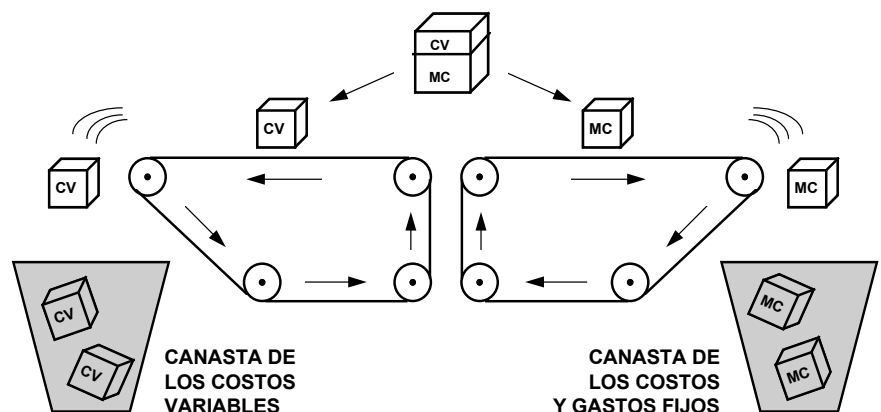 CV
MC
CV
MC
CV
MC
CV
CV
MC
MC
CANASTA DE
LOS COSTOS
VARIABLES
CANASTA DE
LOS COSTOS
Y GASTOS FIJOS